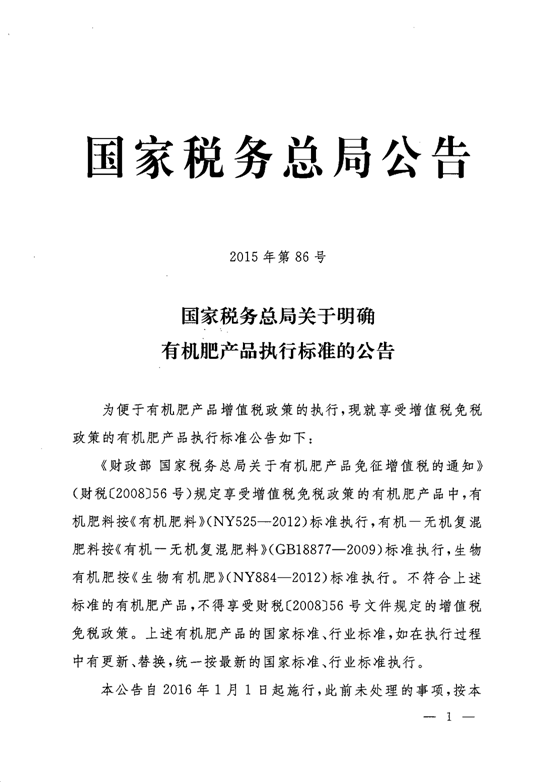 国家税务总局公告
2015年第86号
国家税务总局关于明确
有机肥产品执行标准的公告
为便于有机肥产品增值税政策的执行,现就享受增值税免税
政策的有机肥产品执行标准公告如下:
《财政部 国家税务总局关于有机肥产品免征增值税的通知》
(财税〔2008〕56号)规定享受增值税免税政策的有机肥产品中,有
机肥料按《有机肥料》(NY525—2012)标准执行,有机—无机复混
肥料按《有机—无机复混肥料》(GB18877—2009)标准执行,生物
有机肥按《生物有机肥》(NY884—2012)标准执行。不符合上述
标准的有机肥产品,不得享受财税〔2008〕56号文件规定的增值税
免税政策。上述有机肥产品的国家标准、行业标准,如在执行过程
中有更新、替换,统一按最新的国家标准、行业标准执行。
本公告自2016年1月1日起施行,此前未处理的事项,按本
— 1 —